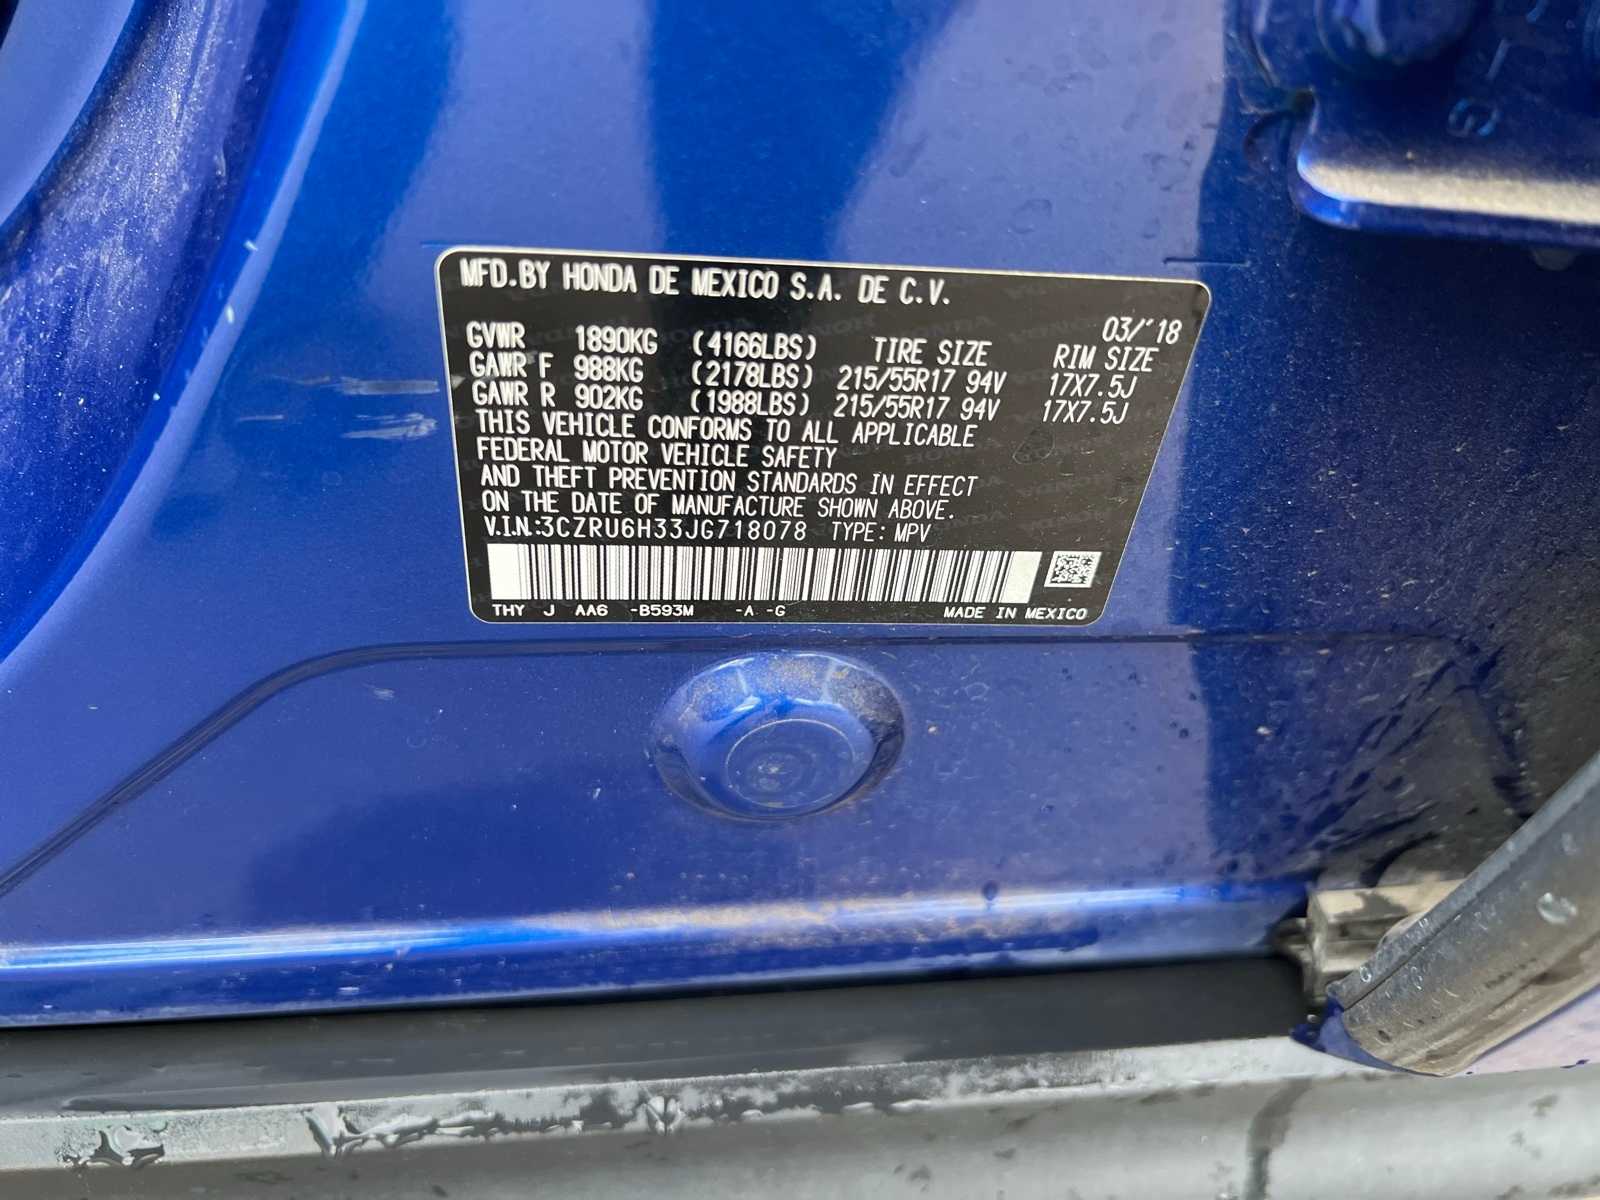 MFD.BY HONDA DE MEXICO S.A. DE C.V.
03/'18
GVWR 1890KG (4166LBS) TIRE SIZE RIM SIZE
GAWR F 988KG (2178LBS) 215/55R17 94V 17X7.5J
GAWR R 902KG (1988LBS) 215/55R17 94V 17X7.5J
THIS VEHICLE CONFORMS TO ALL APPLICABLE
FEDERAL MOTOR VEHICLE SAFETY
AND THEFT PREVENTION STANDARDS IN EFFECT
ON THE DATE OF MANUFACTURE SHOWN ABOVE.
V.I.N.:3CZRU6H33JG718078 TYPE: MPV
THY J AA6 -B593M -A -G MADE IN MEXICO